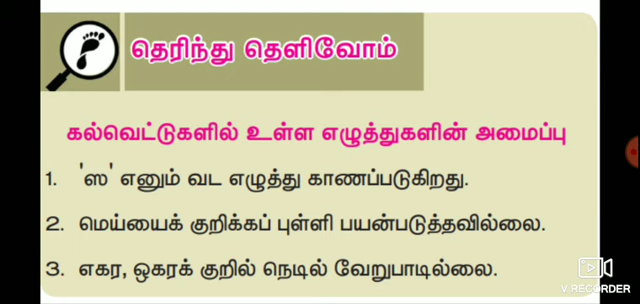 தெரிந்து தெளிவோம்
கல்வெட்டுகளில் உள்ள எழுத்துகளின் அமைப்பு
1. 'ஸ' எனும் வட எழுத்து காணப்படுகிறது.
2. மெய்யைக் குறிக்கப் புள்ளி பயன்படுத்தவில்லை.
3. எகர, ஒகரக் குறில் நெடில் வேறுபாடில்லை.
V RECORDER